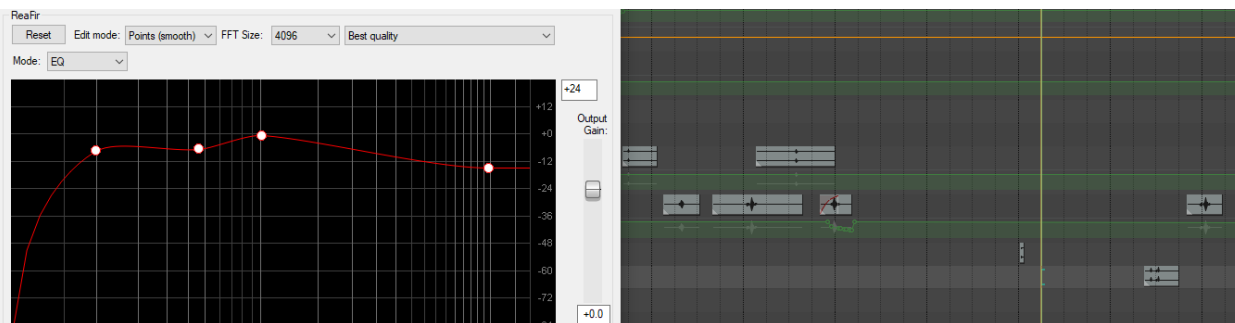 ReaFir
Reset Edit mode: Points (smooth) FFT Size: 4096 Best quality
Mode: EQ
+24
+12
Output
+0 Gain:
-12
-24
-36
-48
-60
-72
+0.0